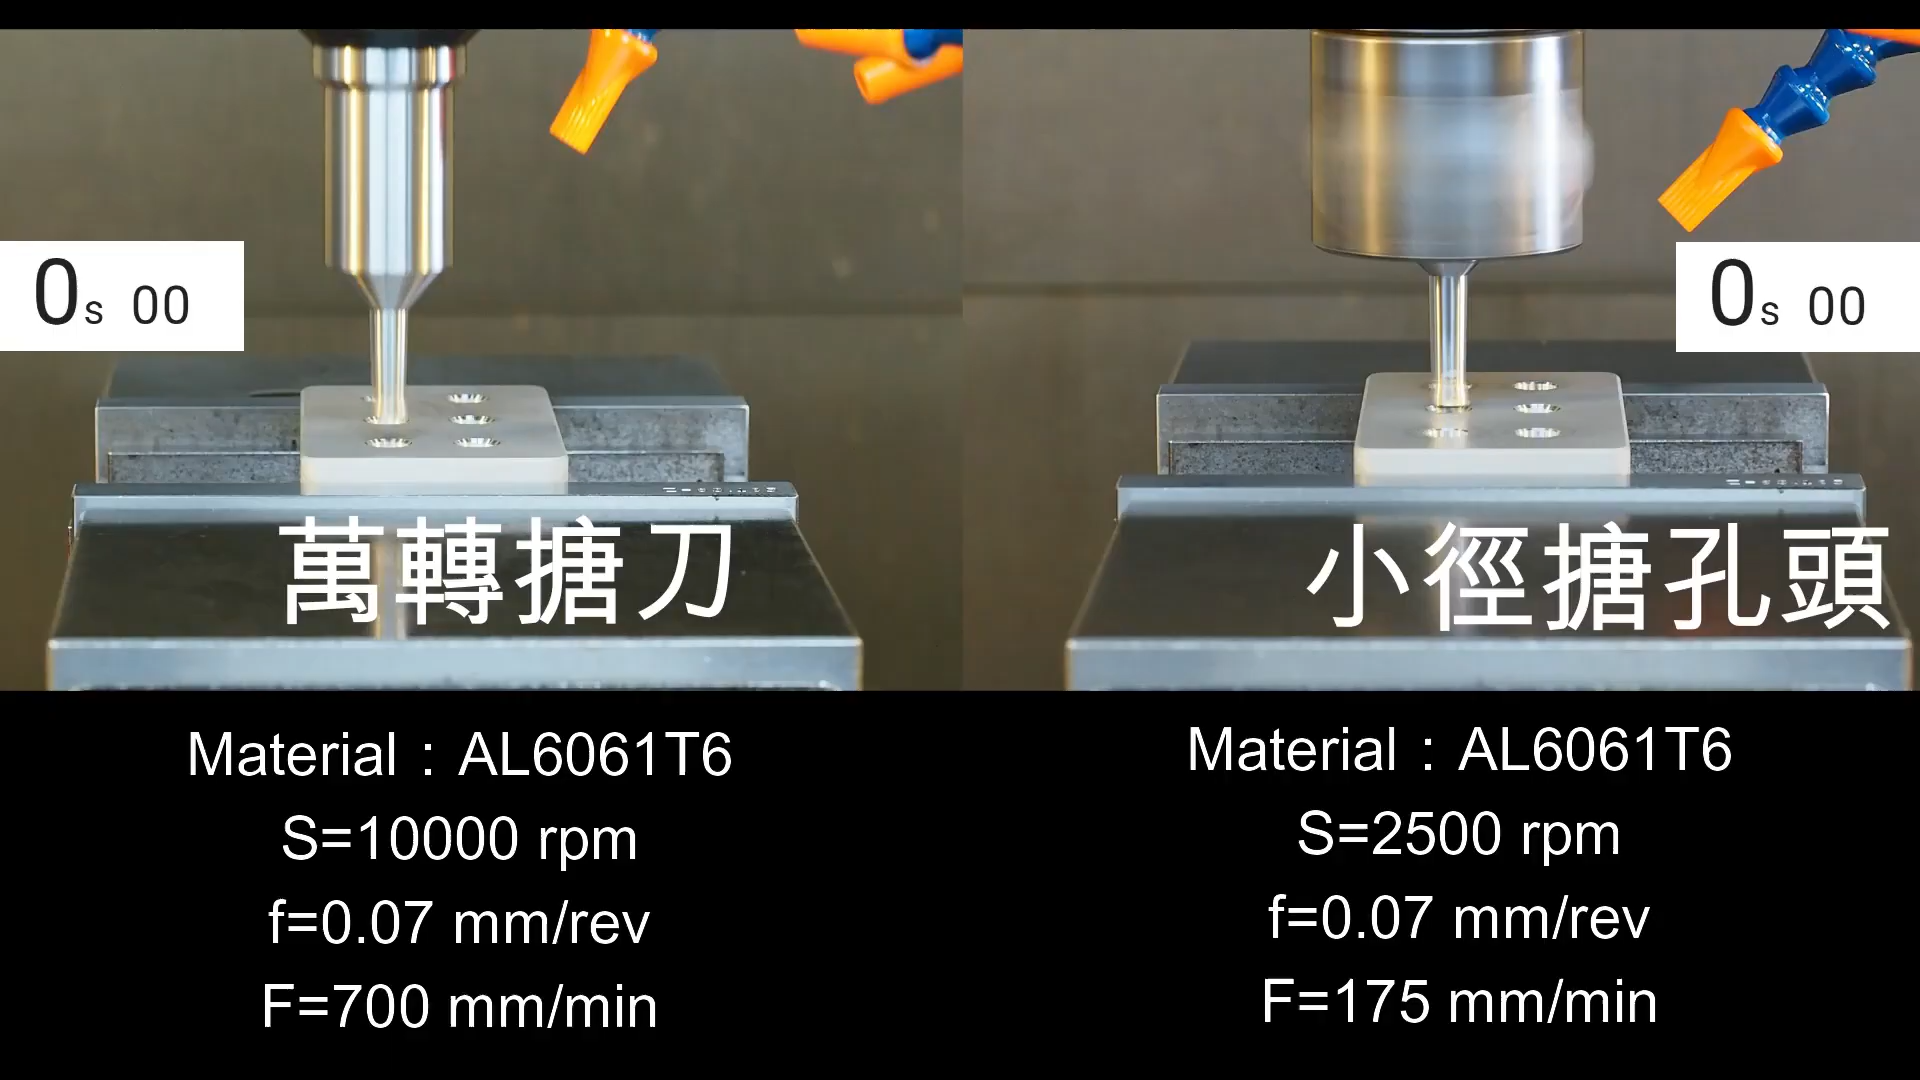 0s 00
0s 00
萬轉搪刀
小徑搪孔頭
Material：AL6061T6
S=10000 rpm
f=0.07 mm/rev
F=700 mm/min
Material：AL6061T6
S=2500 rpm
f=0.07 mm/rev
F=175 mm/min